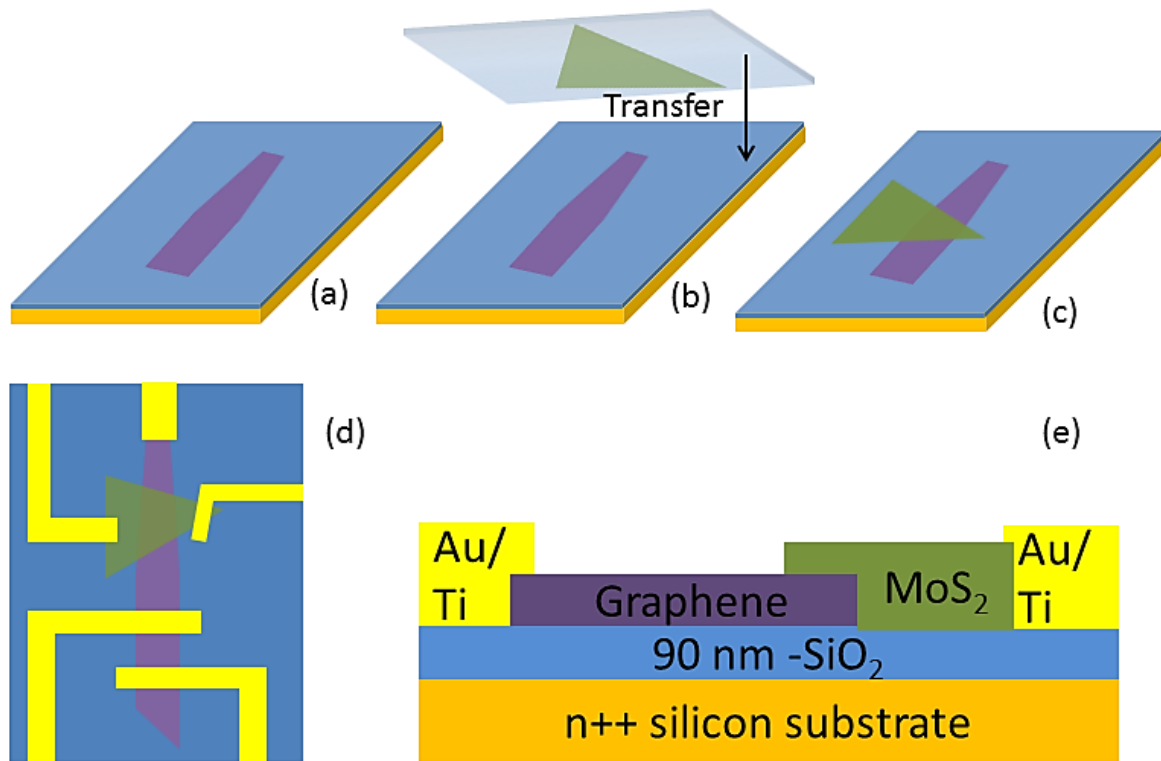 Transfer
(a)
(b)
(c)
(d)
(e)
Au/
Ti
Graphene
MoS₂
Au/
Ti
90 nm -SiO₂
n++ silicon substrate